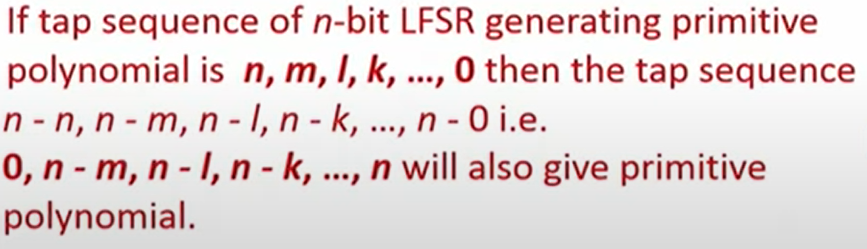 If tap sequence of n-bit LFSR generating primitive
polynomial is n, m, l, k, ..., 0 then the tap sequence
n - n, n - m, n - l, n - k, ..., n - 0 i.e.
0, n - m, n - l, n - k, ..., n will also give primitive
polynomial.